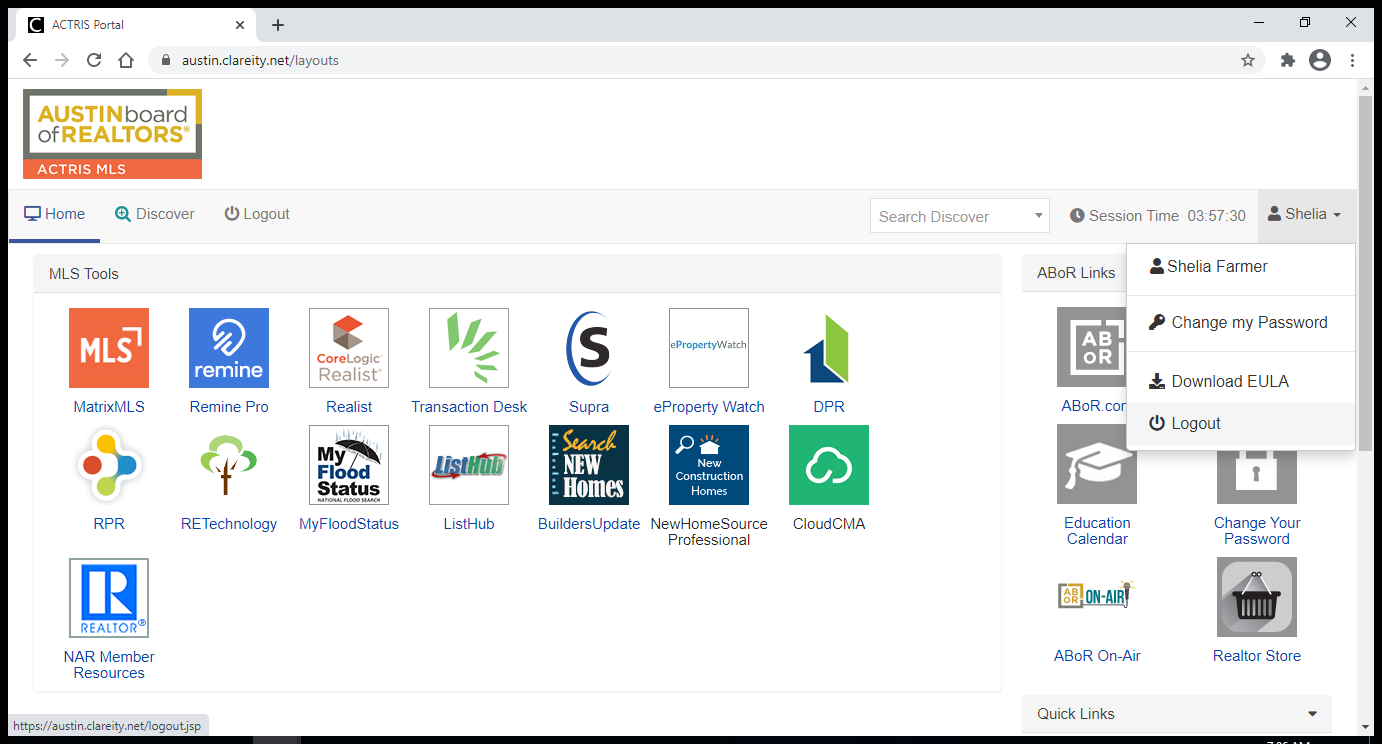 ACTRIS Portal
austin.clareity.net/layouts
AUSTINboard
ofREALTORS®
ACTRIS MLS
Home
Discover
Logout
Search Discover
Session Time 03:57:30
Shelia
Shelia Farmer
Change my Password
Download EULA
Logout
MLS Tools
MLS
remine
CoreLogic
Realist
S
ePropertyWatch
MatrixMLS
Remine Pro
Realist
Transaction Desk
Supra
eProperty Watch
DPR
My
Flood
Status
NATIONAL FLOOD SEARCH
ListHub
Search
NEW
Homes
New
Construction
Homes
RPR
RETechnology
MyFloodStatus
ListHub
BuildersUpdate
NewHomeSource
Professional
CloudCMA
R
REALTOR®
NAR Member
Resources
ABoR Links
AB
OR
ABoR.com
Education
Calendar
Change Your
Password
AB
OR
ON-AIR
ABoR On-Air
Realtor Store
Quick Links
https://austin.clareity.net/logout.jsp